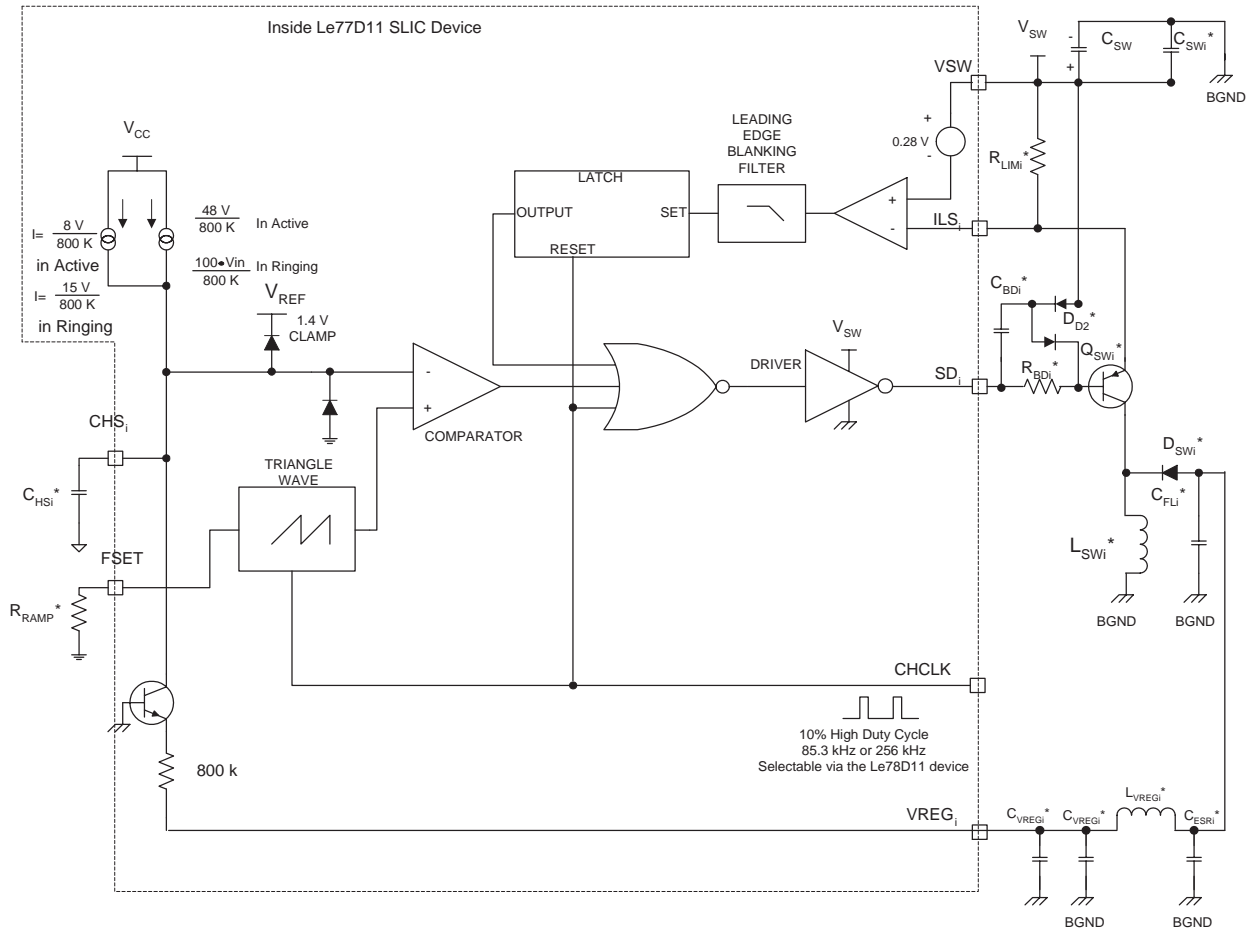 Inside Le77D11 SLIC Device
V_SW
C_SW
C_SWi*
BGND
VSW
+
-
0.28 V
R_LIMi*
V_CC
LEADING
EDGE
BLANKING
FILTER
LATCH
OUTPUT
SET
RESET
+
-
ILS_i
I= 8 V / 800 K
in Active
48 V / 800 K In Active
I= 15 V / 800 K
in Ringing
100•Vin / 800 K In Ringing
V_REF
1.4 V
CLAMP
C_BDi*
D_D2*
Q_SWi*
R_BDi*
-
+
COMPARATOR
V_SW
DRIVER
SD_i
CHS_i
C_HSi*
TRIANGLE
WAVE
D_SWi*
C_FLi*
L_SWi*
BGND
BGND
FSET
R_RAMP*
CHCLK
10% High Duty Cycle
85.3 kHz or 256 kHz
Selectable via the Le78D11 device
800 k
VREG_i
C_VREGi*
C_VREGi*
L_VREGi*
C_ESRi*
BGND
BGND
-
+